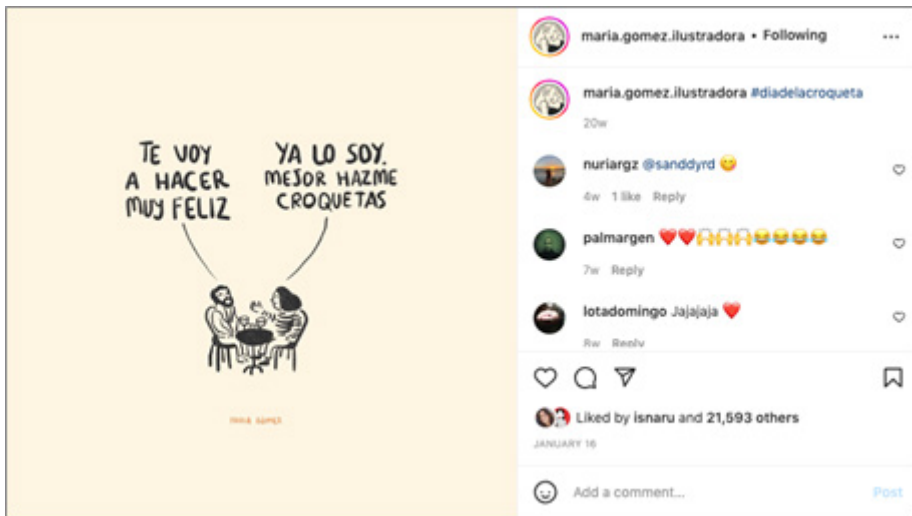 TE VOY
A HACER
MUY FELIZ
YA LO SOY.
MEJOR HAZME
CROQUETAS
maria.gomez.ilustradora • Following
maria.gomez.ilustradora #diadelacroqueta
20w
nuriargz @sanddyrd 😋
4w 1 like Reply
palmargen ❤️❤️🙌🙌🙌😂😂😂😂
7w Reply
lotadomingo Jajajaja ❤️
8w Reply
Liked by isnaru and 21,593 others
JANUARY 16
Add a comment...
Post